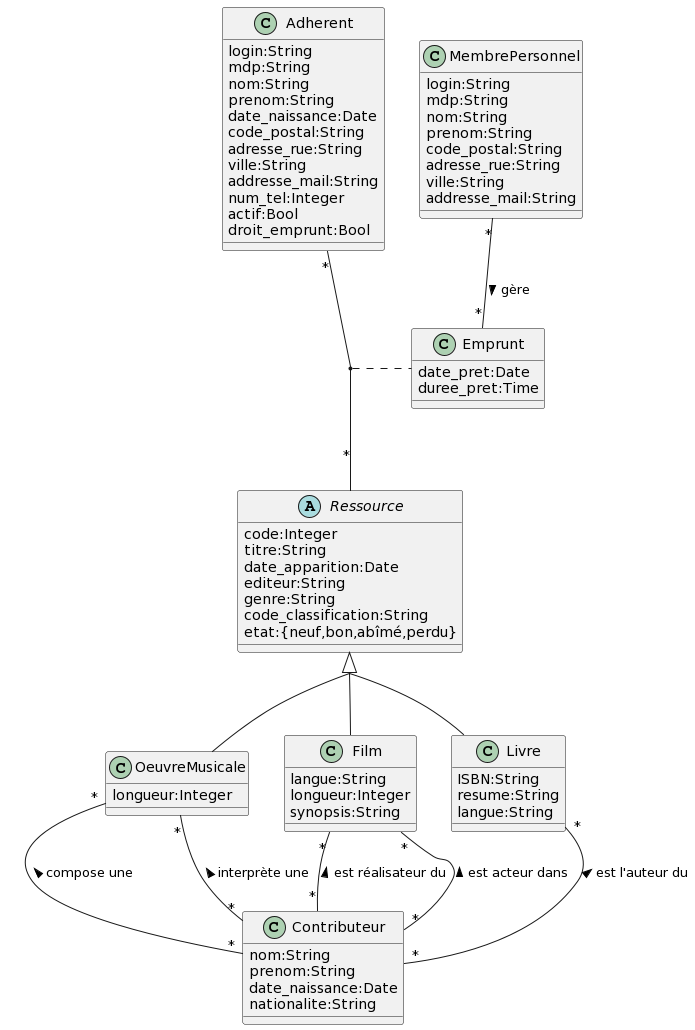 C Adherent
login:String
mdp:String
nom:String
prenom:String
date_naissance:Date
code_postal:String
adresse_rue:String
ville:String
addresse_mail:String
num_tel:Integer
actif:Bool
droit_emprunt:Bool
C MembrePersonnel
login:String
mdp:String
nom:String
prenom:String
code_postal:String
adresse_rue:String
ville:String
addresse_mail:String
*
*
gère
*
C Emprunt
date_pret:Date
duree_pret:Time
*
A Ressource
code:Integer
titre:String
date_apparition:Date
editeur:String
genre:String
code_classification:String
etat:{neuf,bon,abîmé,perdu}
C OeuvreMusicale
longueur:Integer
C Film
langue:String
longueur:Integer
synopsis:String
C Livre
ISBN:String
resume:String
langue:String
* * * * *
compose une
interprète une
est réalisateur du
est acteur dans
est l'auteur du
* * * * *
C Contributeur
nom:String
prenom:String
date_naissance:Date
nationalite:String